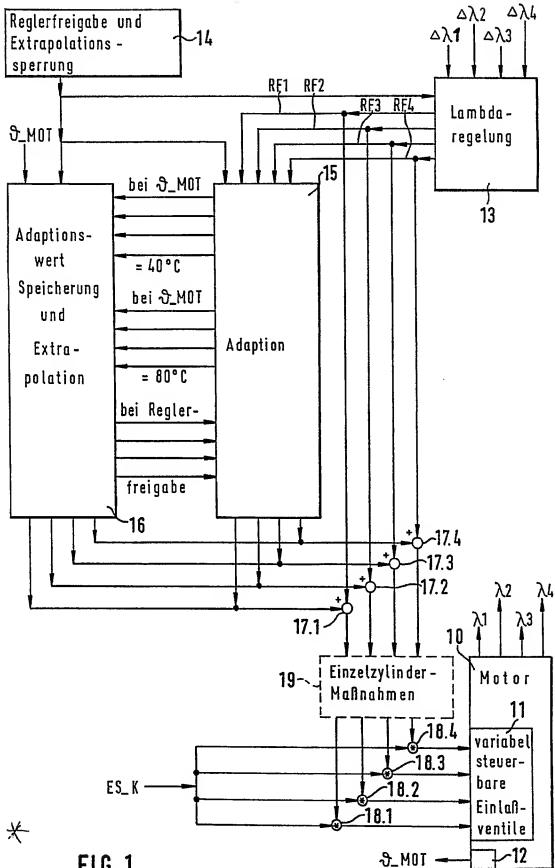 Reglerfreigabe und
Extrapolations-
sperrung
14
Δλ1
Δλ2
Δλ3
Δλ4
RF1
RF2
RF3
RF4
Lambda-
regelung
13
ϑ_MOT
15
bei ϑ_MOT
= 40°C
bei ϑ_MOT
= 80°C
bei Regler-
freigabe
Adaptions-
wert
Speicherung
und
Extra-
polation
Adaption
16
+
17.4
+
17.3
+
17.2
+
17.1
λ1
λ2
λ3
λ4
10
Motor
19
Einzelzylinder-
Maßnahmen
11
variabel
steuer-
bare
Einlaß-
ventile
18.4
18.3
18.2
18.1
ES_K
ϑ_MOT
12
FIG. 1